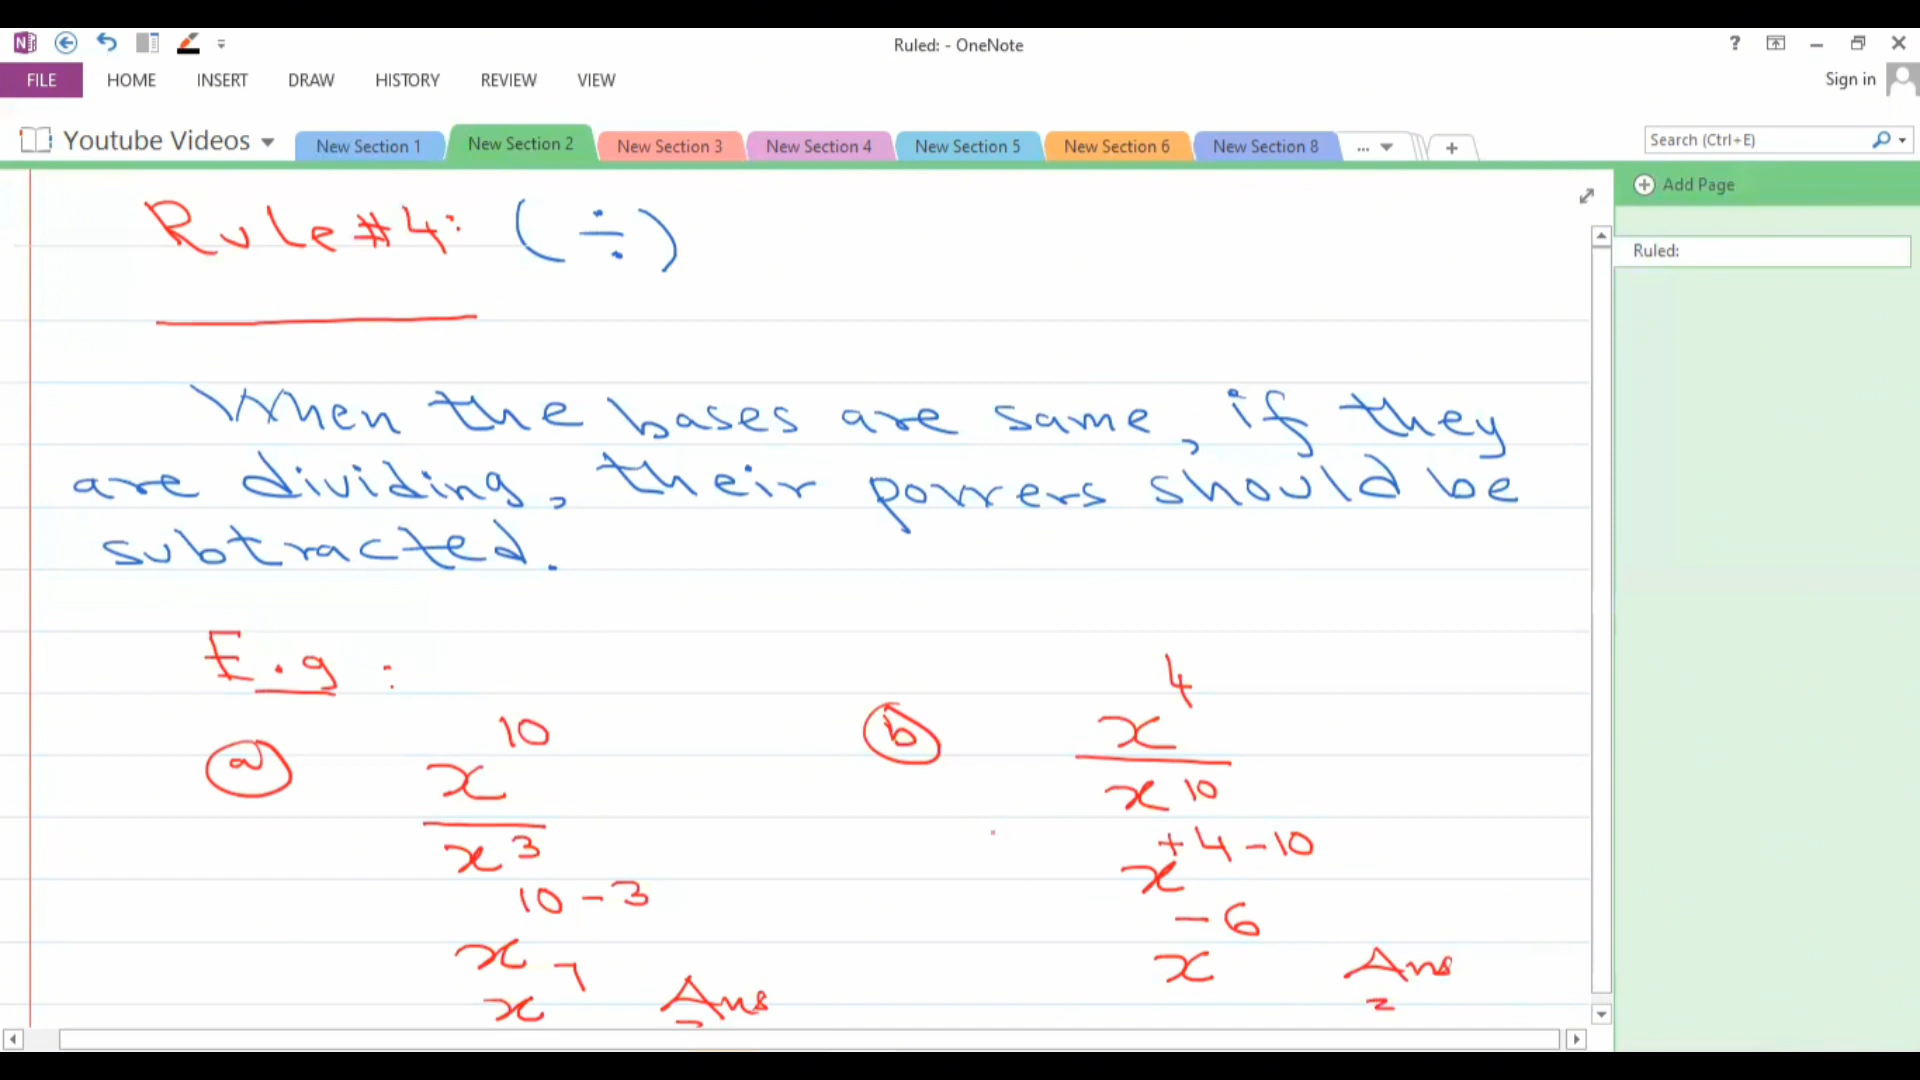 Ruled: - OneNote
?
FILE HOME INSERT DRAW HISTORY REVIEW VIEW
Sign in
Youtube Videos
New Section 1 New Section 2 New Section 3 New Section 4 New Section 5 New Section 6 New Section 8 ... +
Search (Ctrl+E)
Add Page
Ruled:
Rule #4: (÷)
When the bases are same, if they
are dividing, their powers should be
subtracted.
E.g :
(a)
x^10
x^3
x^10-3
x^7 Ans
(b)
x^4
x^10
x^+4-10
x^-6 Ans